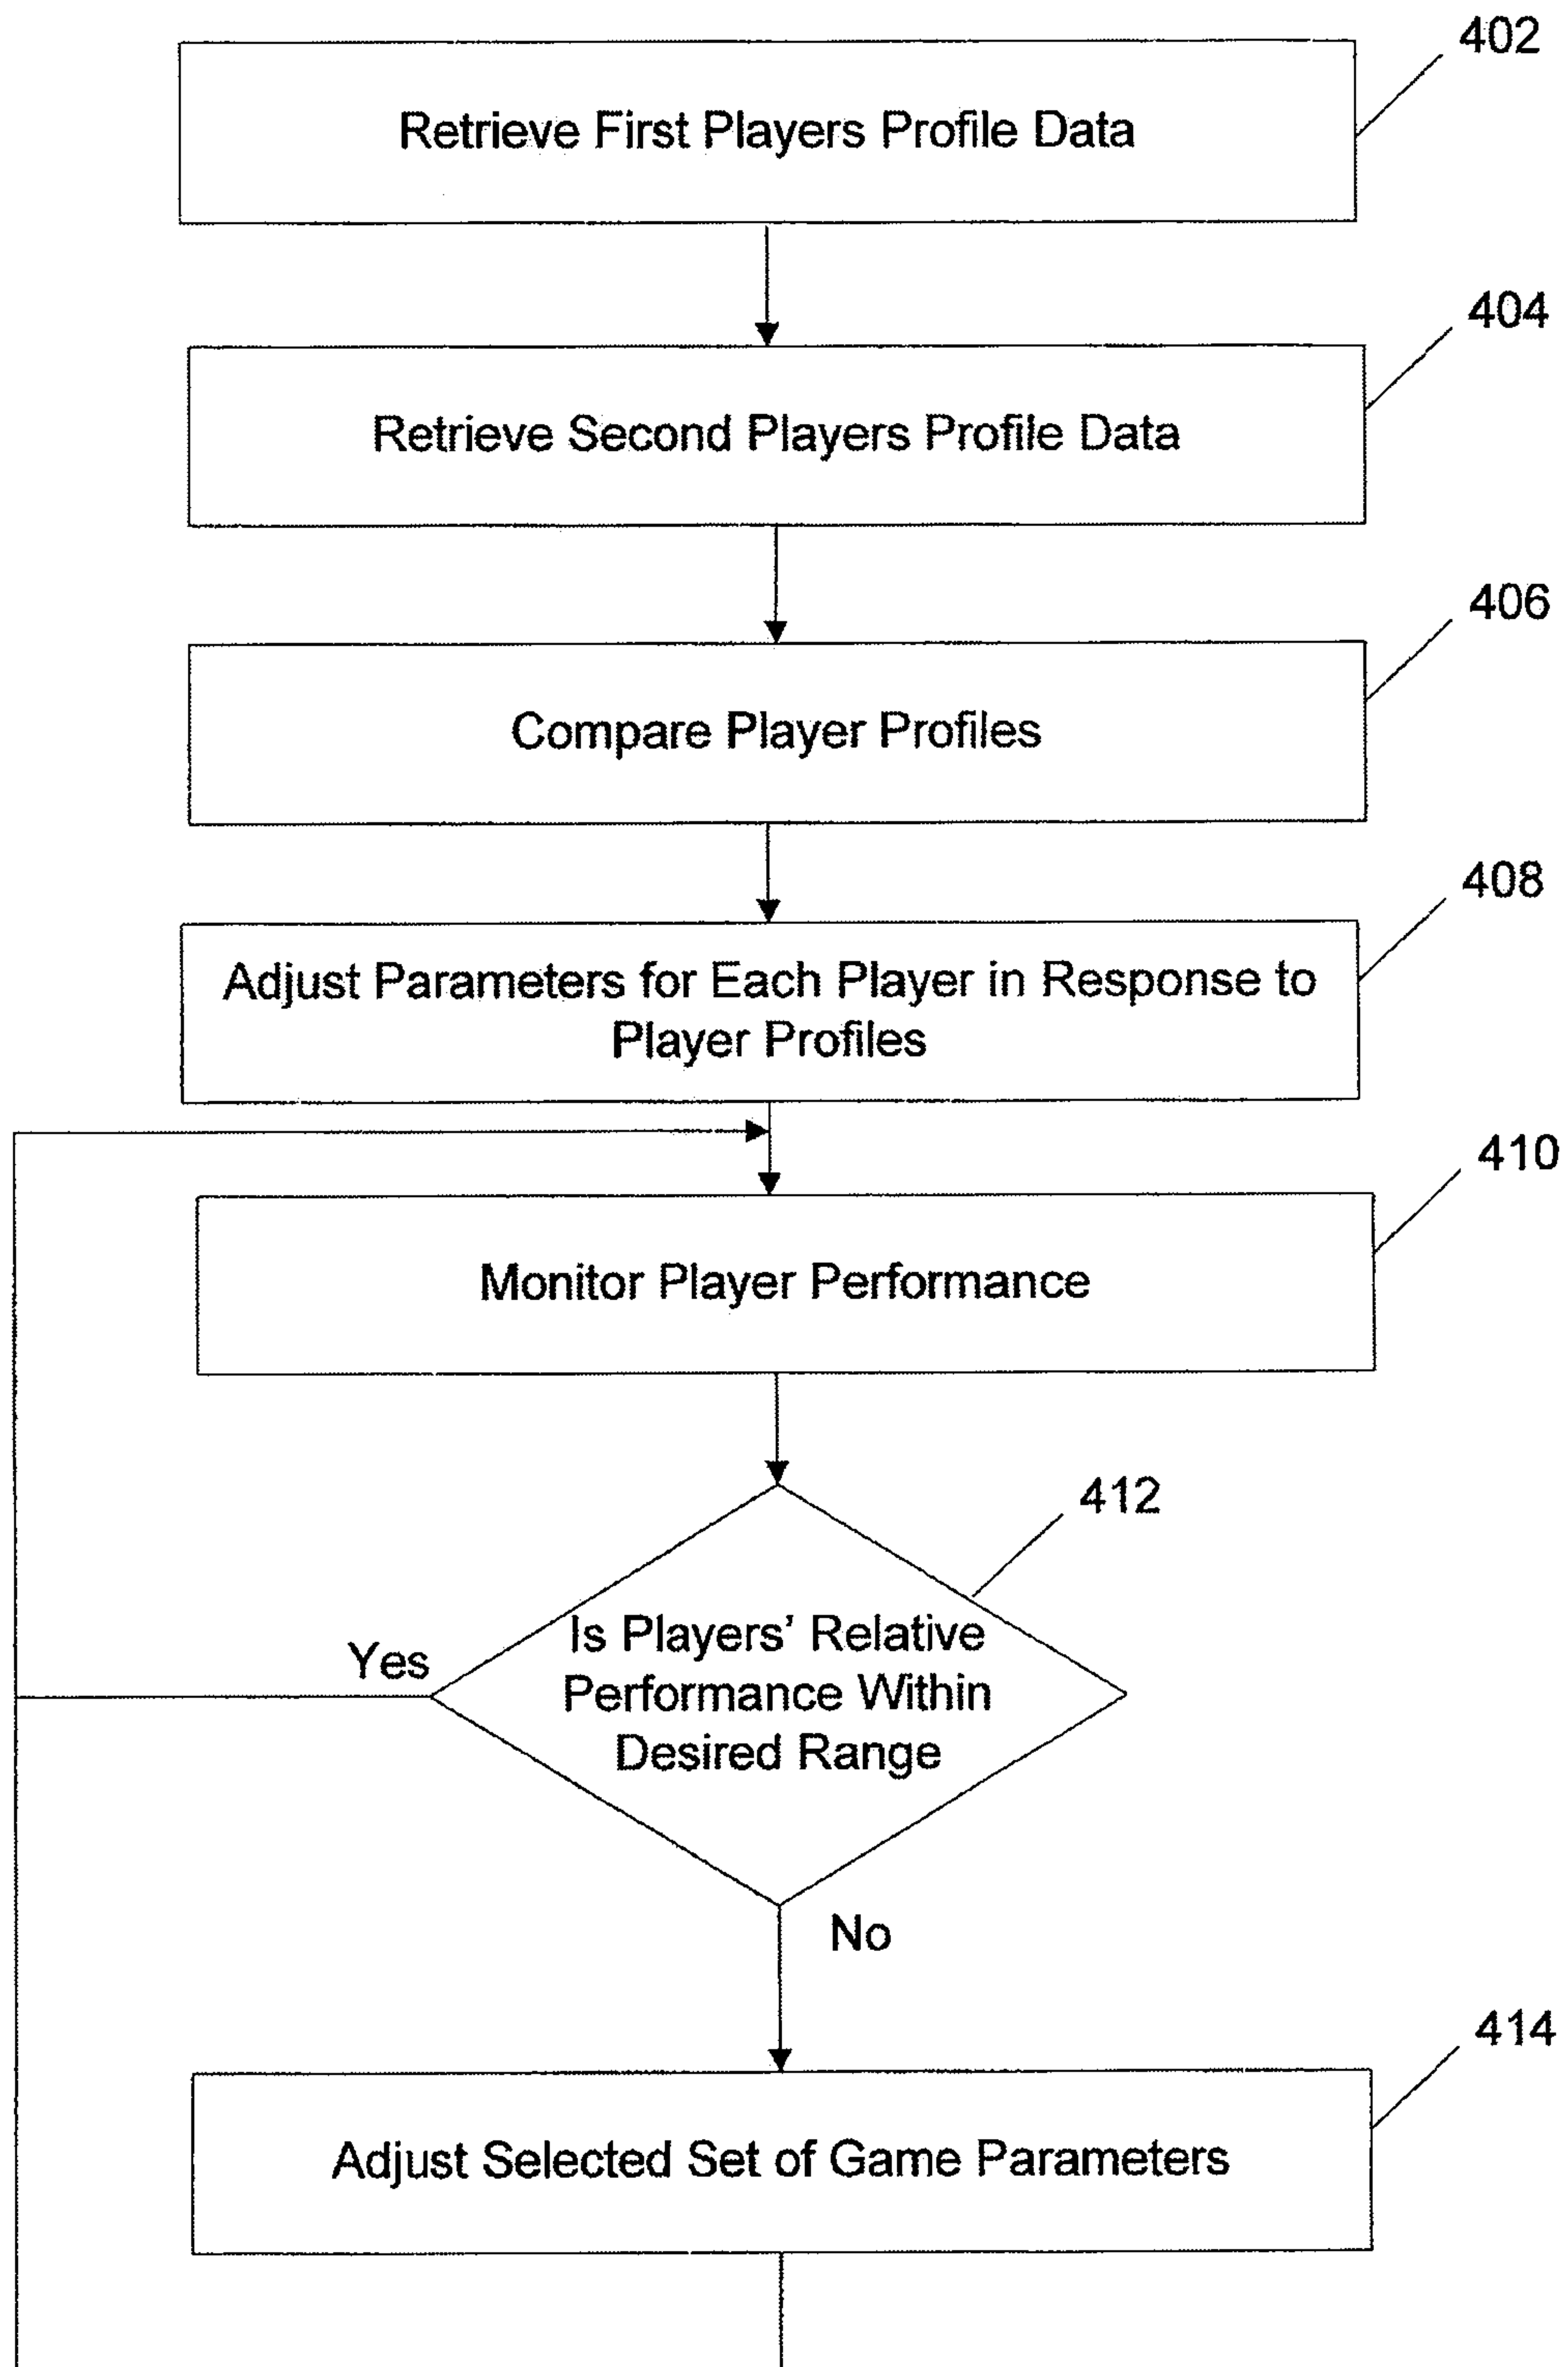 402
Retrieve First Players Profile Data
404
Retrieve Second Players Profile Data
406
Compare Player Profiles
408
Adjust Parameters for Each Player in Response to
Player Profiles
410
Monitor Player Performance
412
Is Players’ Relative
Performance Within
Desired Range
Yes
No
414
Adjust Selected Set of Game Parameters